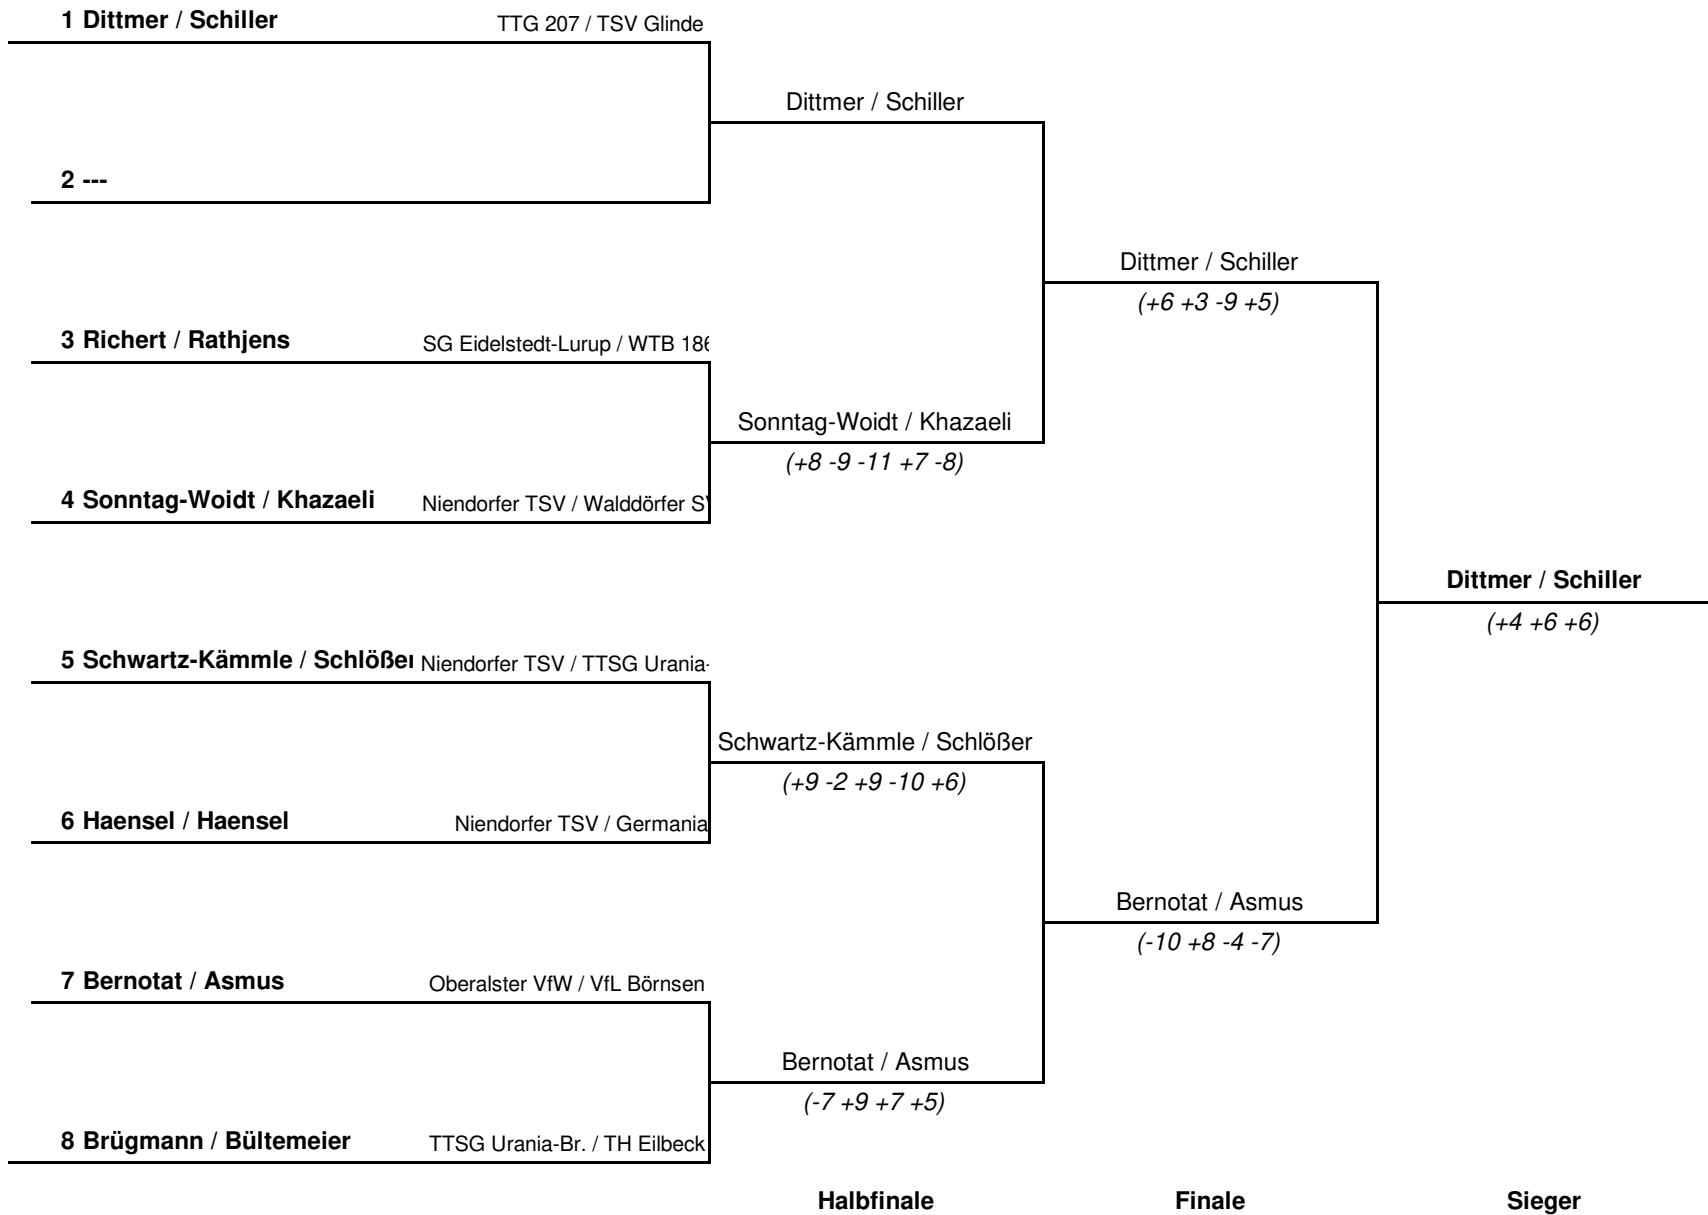 1 Dittmer / Schiller TTG 207 / TSV Glinde
Dittmer / Schiller
2 ---
Dittmer / Schiller
(+6 +3 -9 +5)
3 Richert / Rathjens SG Eidelstedt-Lurup / WTB 186
Sonntag-Woidt / Khazaeli
(+8 -9 -11 +7 -8)
4 Sonntag-Woidt / Khazaeli Niendorfer TSV / Walddörfer SV
Dittmer / Schiller
(+4 +6 +6)
5 Schwartz-Kämmle / Schlößer Niendorfer TSV / TTSG Urania-
Schwartz-Kämmle / Schlößer
(+9 -2 +9 -10 +6)
6 Haensel / Haensel Niendorfer TSV / Germania
Bernotat / Asmus
(-10 +8 -4 -7)
7 Bernotat / Asmus Oberalster VfW / VfL Börnsen
Bernotat / Asmus
(-7 +9 +7 +5)
8 Brügmann / Bültemeier TTSG Urania-Br. / TH Eilbeck
Halbfinale Finale Sieger